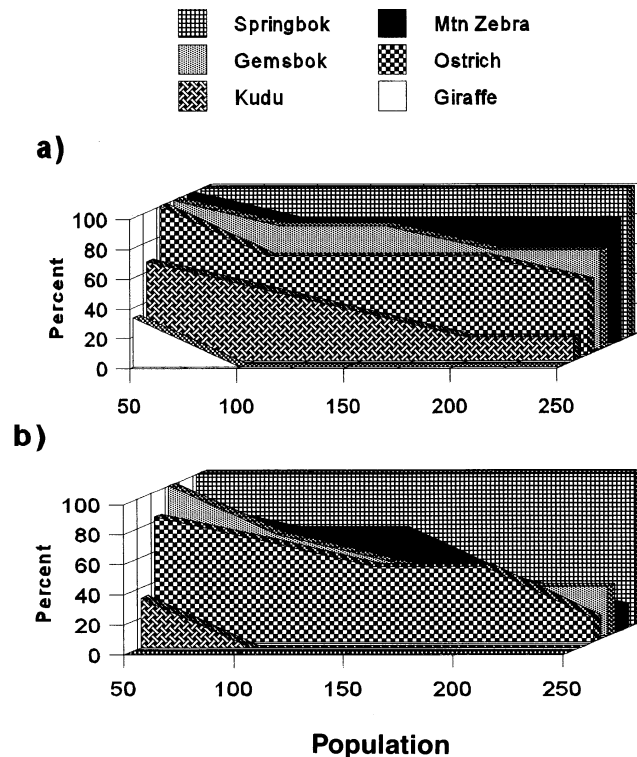 Springbok Mtn Zebra
Gemsbok Ostrich
Kudu Giraffe
a)
Percent
100
80
60
40
20
0
50 100 150 200 250
b)
Percent
100
80
60
40
20
0
50 100 150 200 250
Population